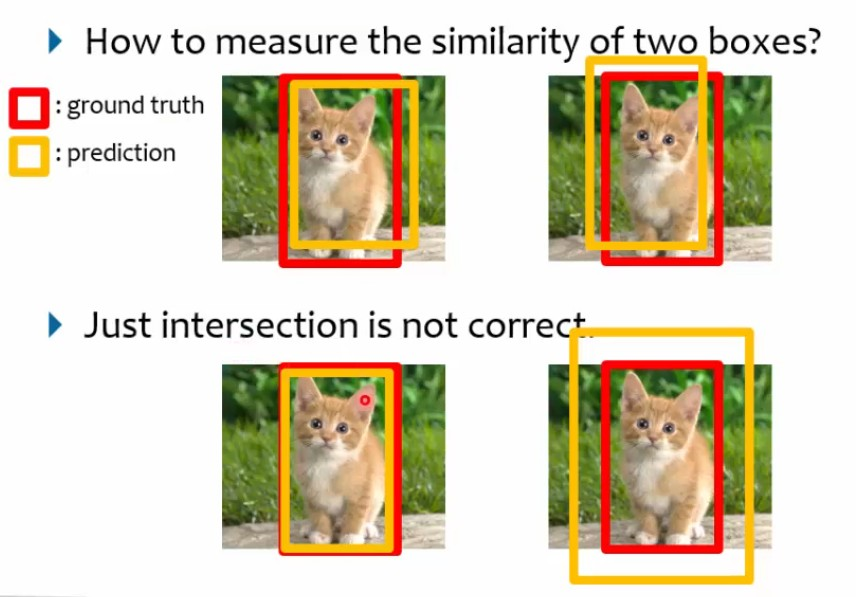 How to measure the similarity of two boxes?
: ground truth
: prediction
Just intersection is not correct.